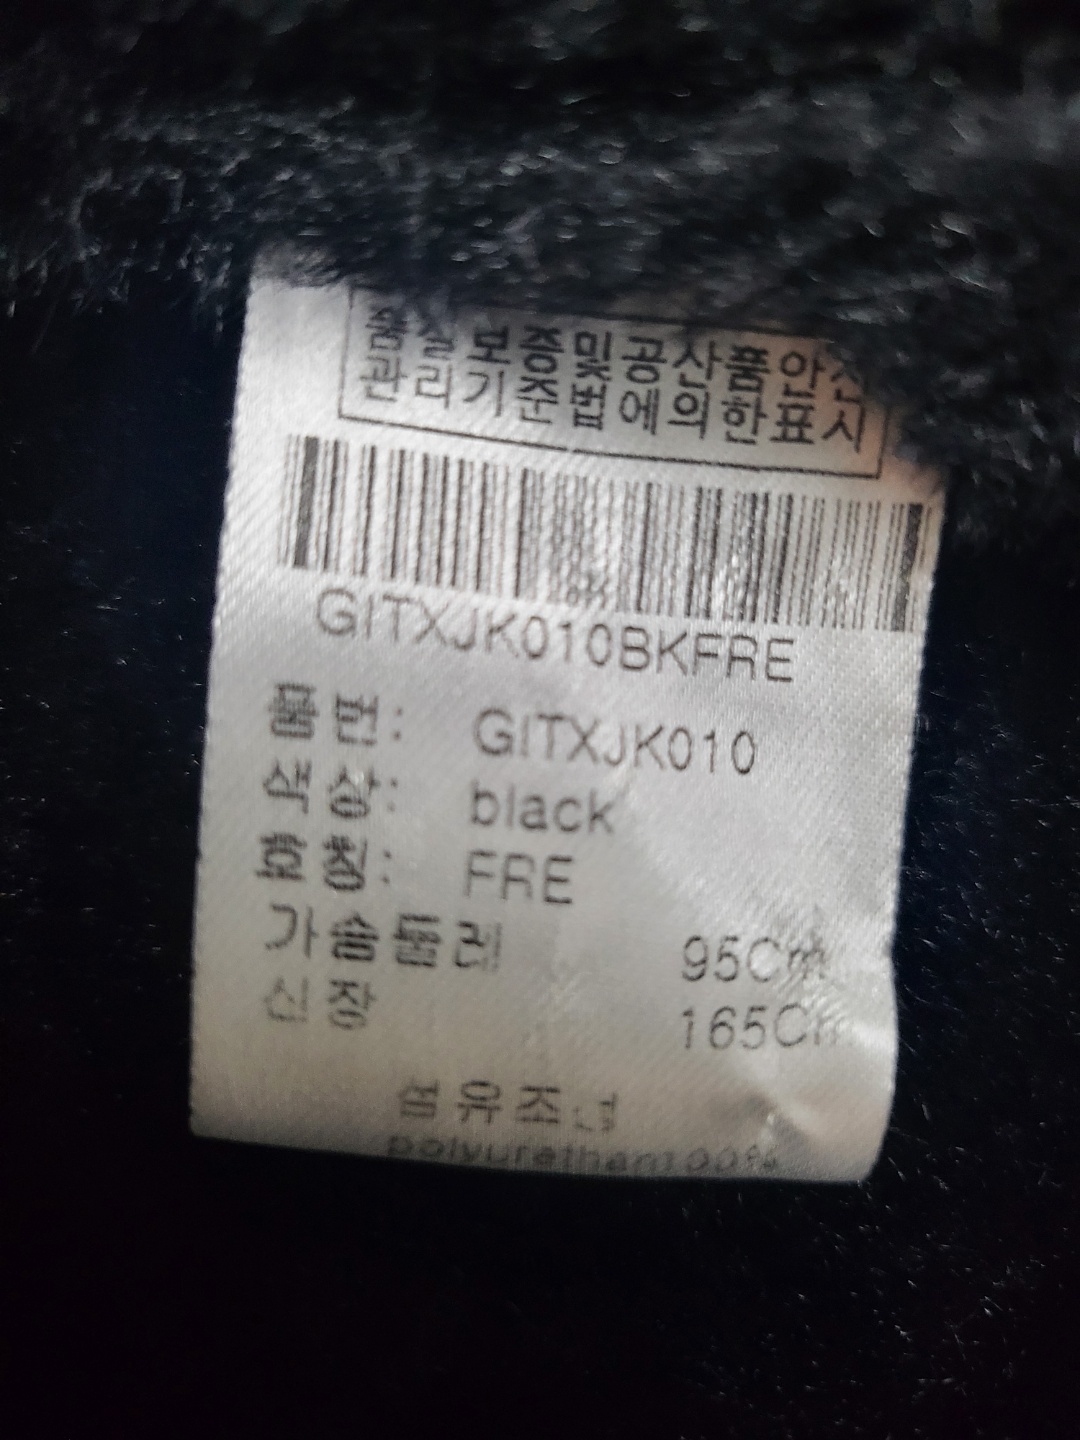 품질보증및공산품안전
관리기준법에의한표시
GITXJK010BKFRE
품번: GITXJK010
색상: black
호칭: FRE
가슴둘레 95Cm
신장 165Cm
섬유조성
polyurethan100%